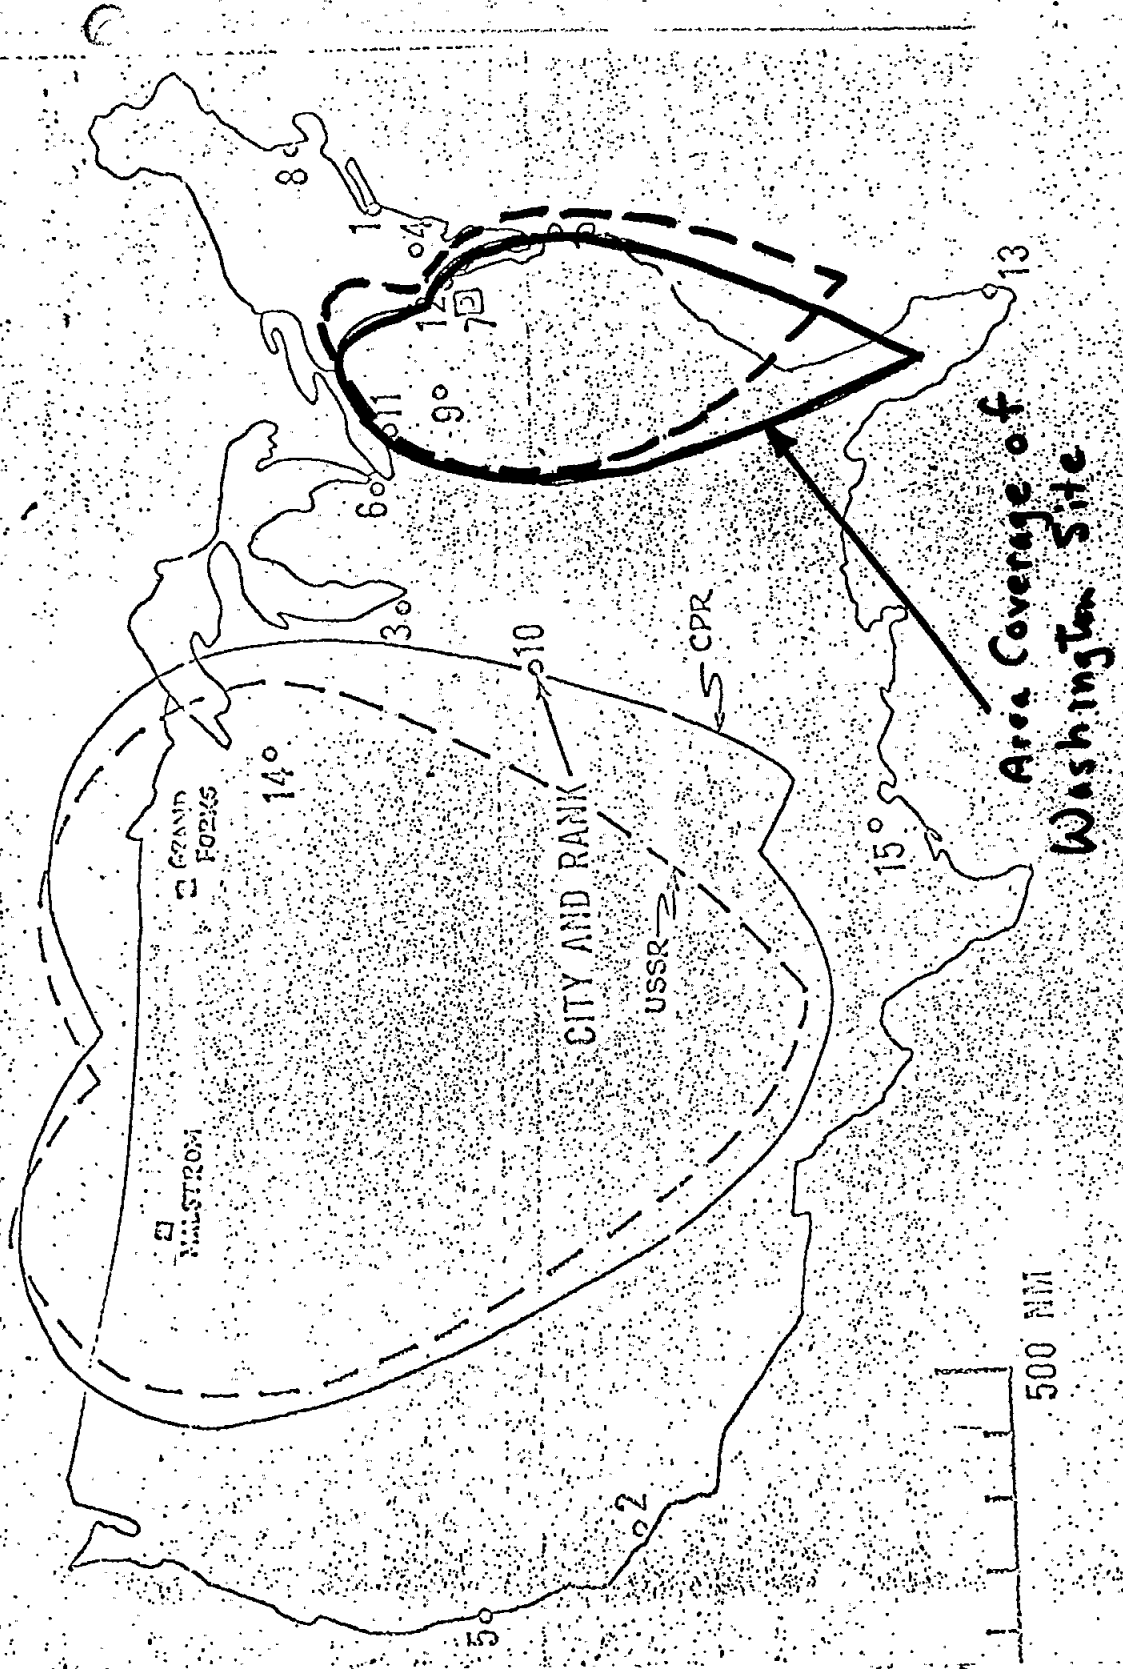 8
1
4
12
7
13
11
9
6
3
10
CPR
14
GRAND
FORKS
CITY AND RANK
USSR
15
MALSTROM
2
5
500 NM
Area Coverage of
Washington Site